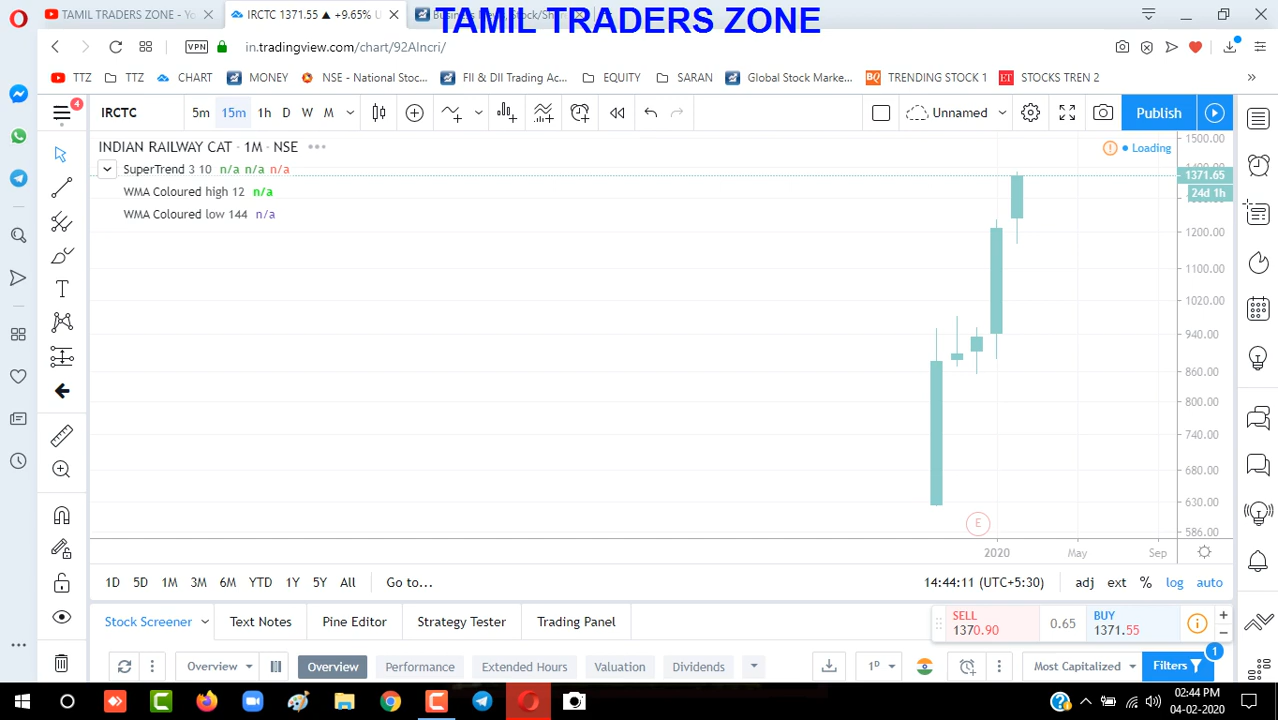 TAMIL TRADERS ZONE - Yo
IRCTC 1371.55 ▲ +9.65% U
TAMIL TRADERS ZONE
VPN
in.tradingview.com/chart/92AIncri/
TTZ
TTZ
CHART
MONEY
NSE - National Stoc...
FII & DII Trading Ac...
EQUITY
SARAN
Global Stock Marke...
BQ TRENDING STOCK 1
ET STOCKS TREN 2
»
4
IRCTC
5m 15m 1h D W M
Unnamed
Publish
INDIAN RAILWAY CAT · 1M · NSE
Loading
SuperTrend 3 10 n/a n/a n/a
WMA Coloured high 12 n/a
WMA Coloured low 144 n/a
1500.00
1371.65
24d 1h
1200.00
1100.00
1020.00
940.00
860.00
800.00
740.00
680.00
630.00
586.00
E
2020 May Sep
1D 5D 1M 3M 6M YTD 1Y 5Y All Go to...
14:44:11 (UTC+5:30) adj ext % log auto
Stock Screener Text Notes Pine Editor Strategy Tester Trading Panel
SELL
1370.90
0.65
BUY
1371.55
+
−
1
Overview Overview Performance Extended Hours Valuation Dividends
1D
Most Capitalized
Filters
02:44 PM
04-02-2020